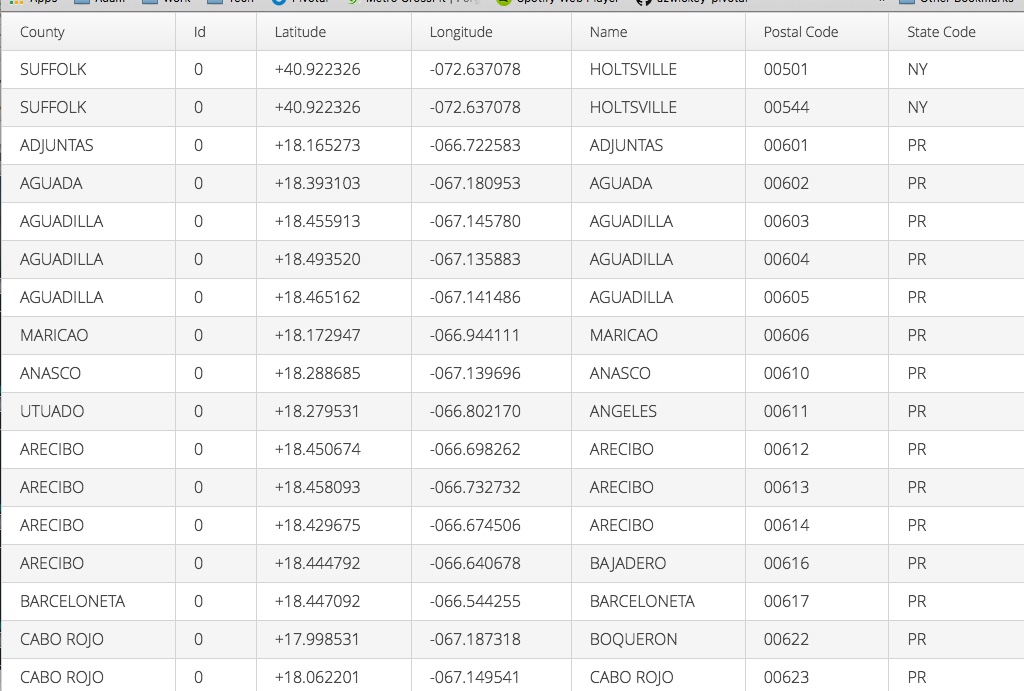 County Id Latitude Longitude Name Postal Code State Code
SUFFOLK 0 +40.922326 -072.637078 HOLTSVILLE 00501 NY
SUFFOLK 0 +40.922326 -072.637078 HOLTSVILLE 00544 NY
ADJUNTAS 0 +18.165273 -066.722583 ADJUNTAS 00601 PR
AGUADA 0 +18.393103 -067.180953 AGUADA 00602 PR
AGUADILLA 0 +18.455913 -067.145780 AGUADILLA 00603 PR
AGUADILLA 0 +18.493520 -067.135883 AGUADILLA 00604 PR
AGUADILLA 0 +18.465162 -067.141486 AGUADILLA 00605 PR
MARICAO 0 +18.172947 -066.944111 MARICAO 00606 PR
ANASCO 0 +18.288685 -067.139696 ANASCO 00610 PR
UTUADO 0 +18.279531 -066.802170 ANGELES 00611 PR
ARECIBO 0 +18.450674 -066.698262 ARECIBO 00612 PR
ARECIBO 0 +18.458093 -066.732732 ARECIBO 00613 PR
ARECIBO 0 +18.429675 -066.674506 ARECIBO 00614 PR
ARECIBO 0 +18.444792 -066.640678 BAJADERO 00616 PR
BARCELONETA 0 +18.447092 -066.544255 BARCELONETA 00617 PR
CABO ROJO 0 +17.998531 -067.187318 BOQUERON 00622 PR
CABO ROJO 0 +18.062201 -067.149541 CABO ROJO 00623 PR